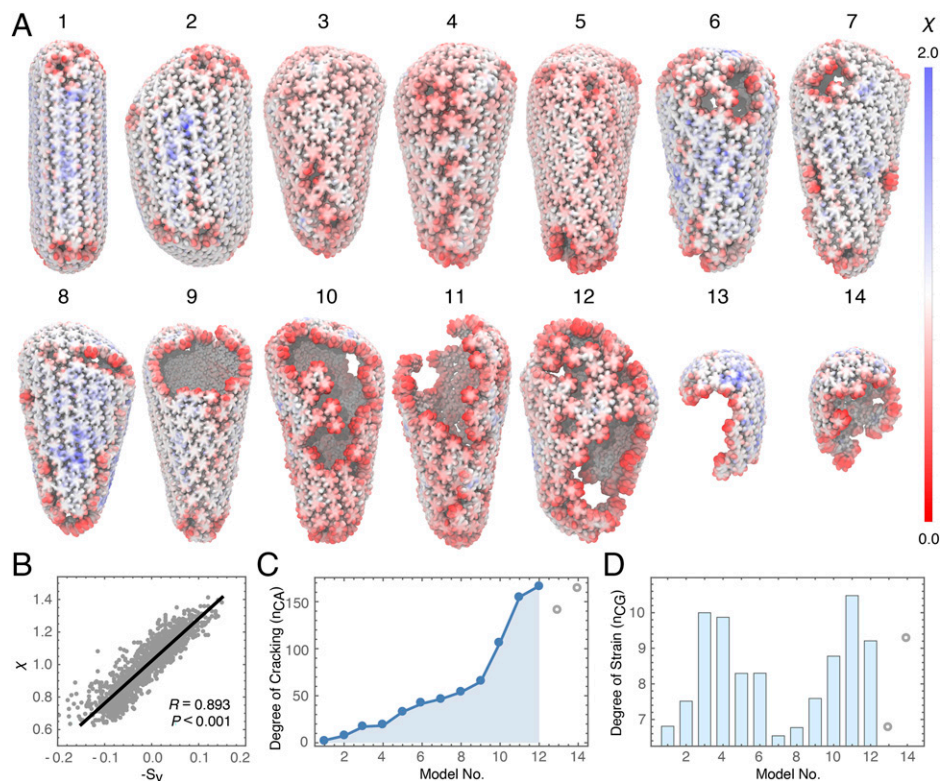 A
1 2 3 4 5 6 7
χ
2.0
8 9 10 11 12 13 14
0.0
B
χ
1.4
1.2
1.0
0.8
0.6
R = 0.893
P < 0.001
-0.2 -0.1 0.0 0.1 0.2
-Sv
C
Degree of Cracking (nCA)
150
100
50
0
2 4 6 8 10 12 14
Model No.
D
Degree of Strain (nCG)
10
9
8
7
2 4 6 8 10 12 14
Model No.